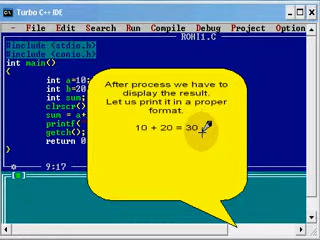 Turbo C++ IDE
File Edit Search Run Compile Debug Project Option
ROHI1.C
#include <stdio.h>
#include <conio.h>
int main()
{
int a=10;
int b=20
int sum;
clrscr(
sum = a+
printf(
getch();
return 0
}
9:17
After process we have to
display the result.
Let us print it in a proper
format.
10 + 20 = 30